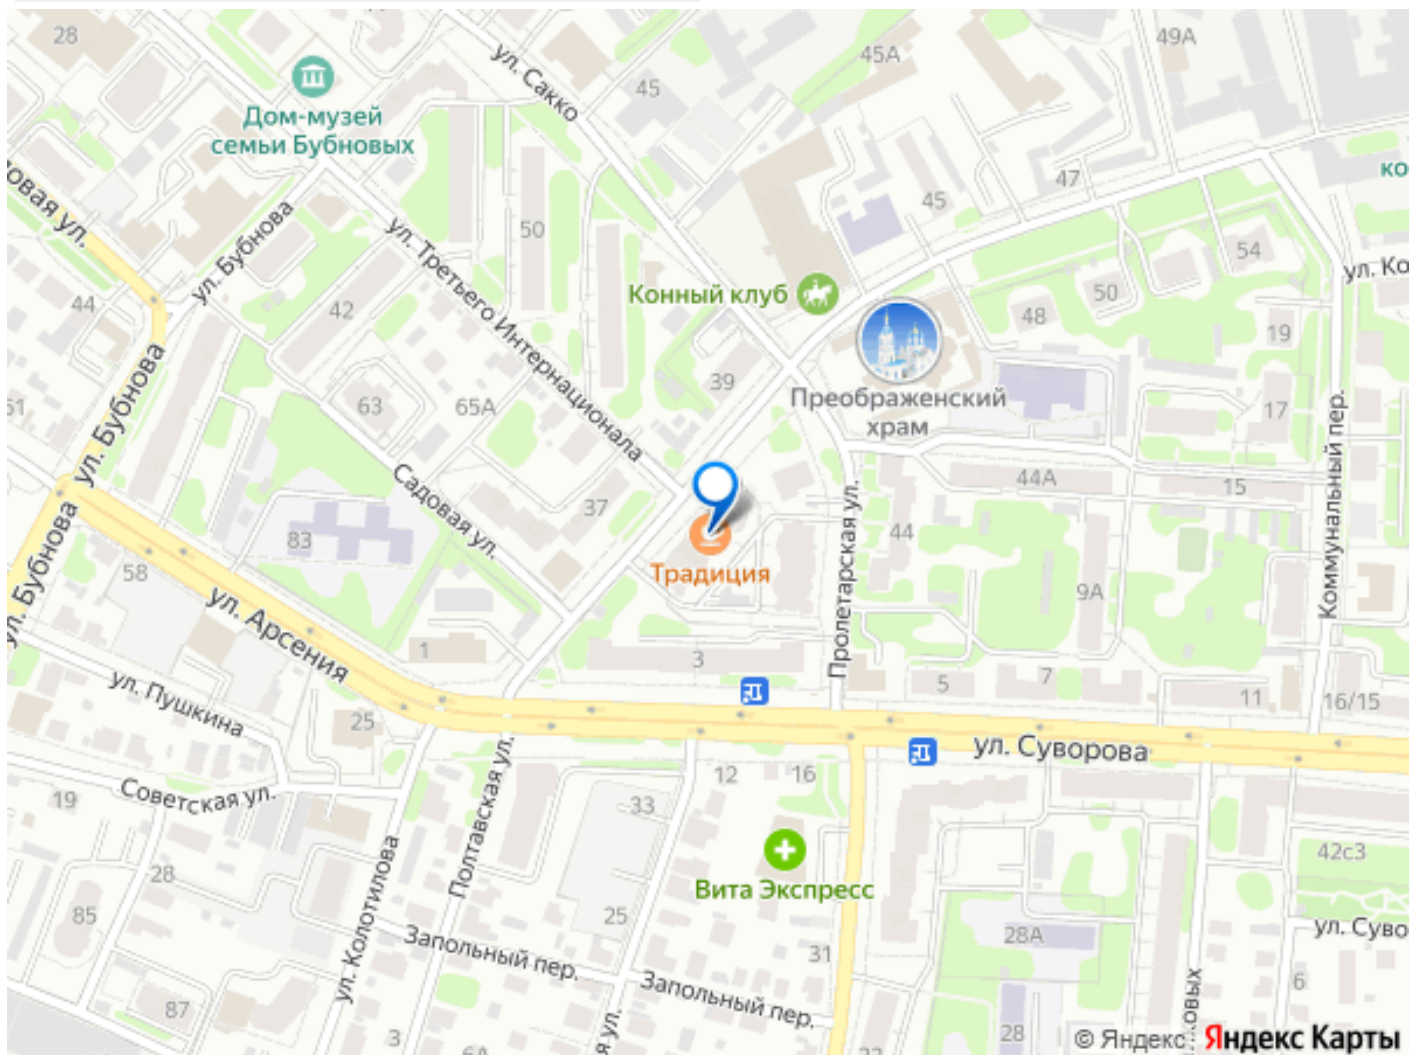 28
ул. Сакко
45А
49А
45
Дом-музей
семьи Бубновых
47
ко
овая ул.
ул. Бубнова
50
45
54
ул. Третьего Интернационала
ул. Ко
44
42
Конный клуб
50
48
19
39
Преображенский
храм
51
63
65А
17
ул. Бубнова
Садовая ул.
37
44А
15
Коммунальный пер.
ул. Бубнова
83
44
Пролетарская ул.
58
Традиция
9А
ул. Арсения
1
3
5
7
11
16/15
ул. Пушкина
25
ул. Суворова
Советская ул.
19
Полтавская ул.
12
16
33
42с3
28
ул. Колотилова
Вита Экспресс
85
25
28А
ул. Суво
Запольный пер.
31
Запольный пер.
6
87
овых
3
6А
я ул.
22
28
© Яндекс
Яндекс Карты